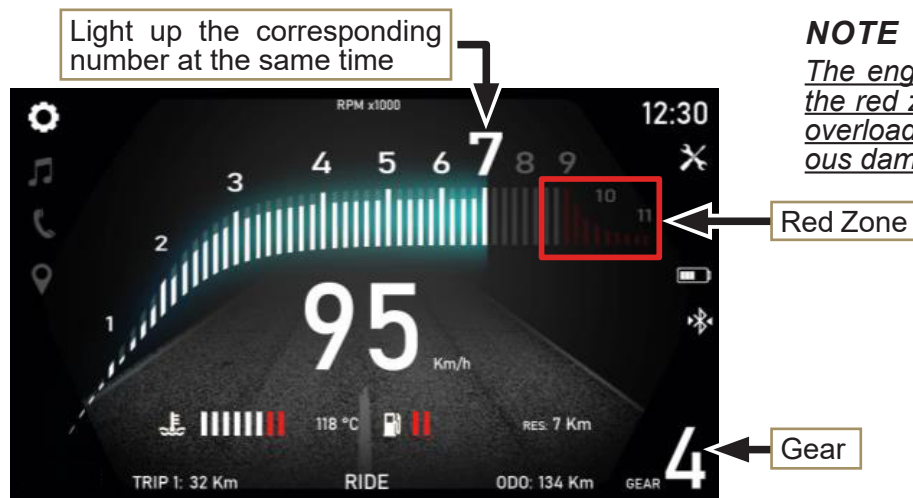 Light up the corresponding
number at the same time
NOTE
The eng
the red z
overload
ous dam
RPM x1000
12:30
1 2 3 4 5 6 7 8 9 10 11
Red Zone
95 Km/h
118 °C RES: 7 Km
TRIP 1: 32 Km RIDE ODO: 134 Km GEAR 4
Gear